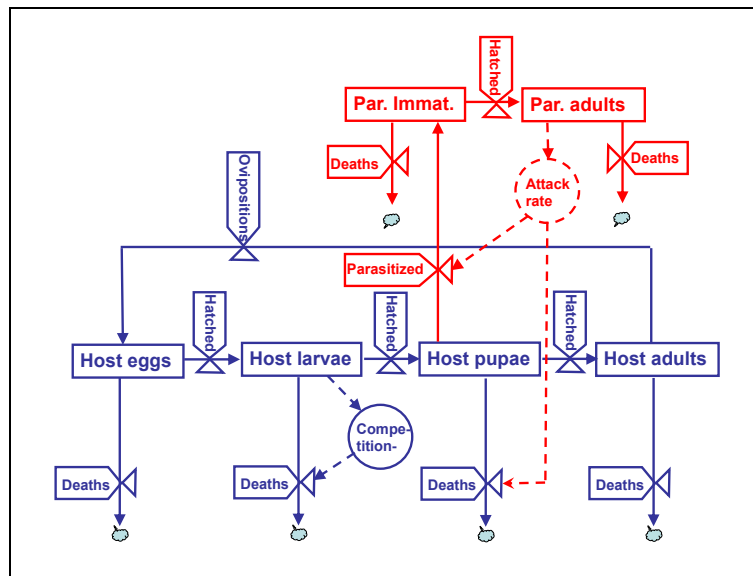 Hatched
Par. Immat.
Par. adults
Deaths
Deaths
Attack
rate
Ovipositions
Parasitized
Hatched
Hatched
Hatched
Host eggs
Host larvae
Host pupae
Host adults
Compe-
tition-
Deaths
Deaths
Deaths
Deaths